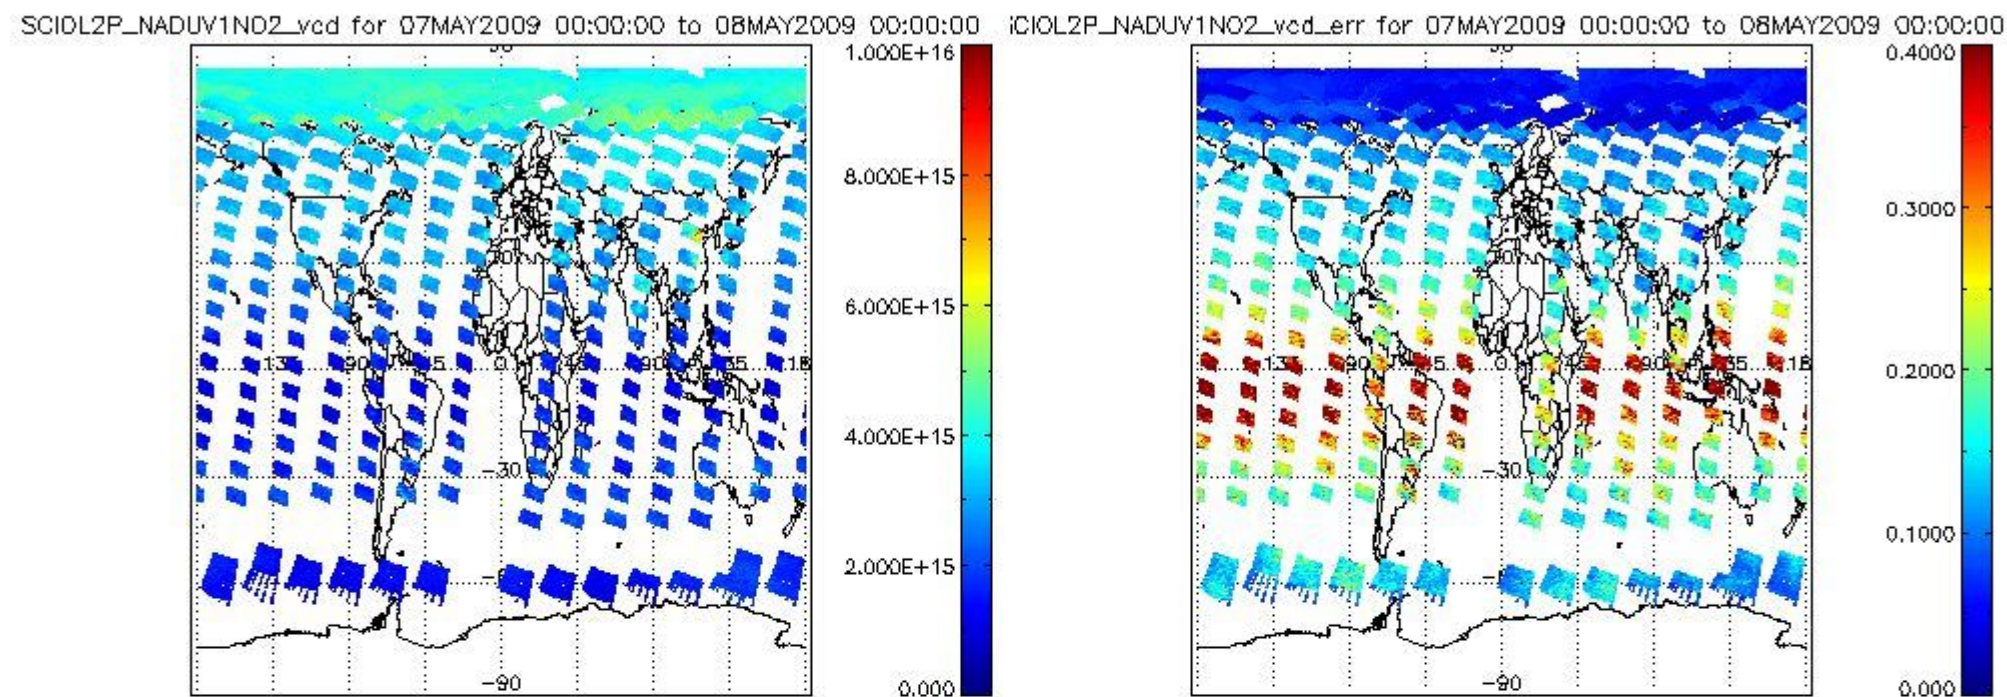 SCIOL2P_NADUV1NO2_vcd for 07MAY2009 00:00:00 to 08MAY2009 00:00:00
1.000E+16
8.000E+15
6.000E+15
4.000E+15
2.000E+15
0.000
0
-30
-90
CIOL2P_NADUV1NO2_vcd_err for 07MAY2009 00:00:00 to 08MAY2009 00:00:00
0.4000
0.3000
0.2000
0.1000
0.000
-30
-90